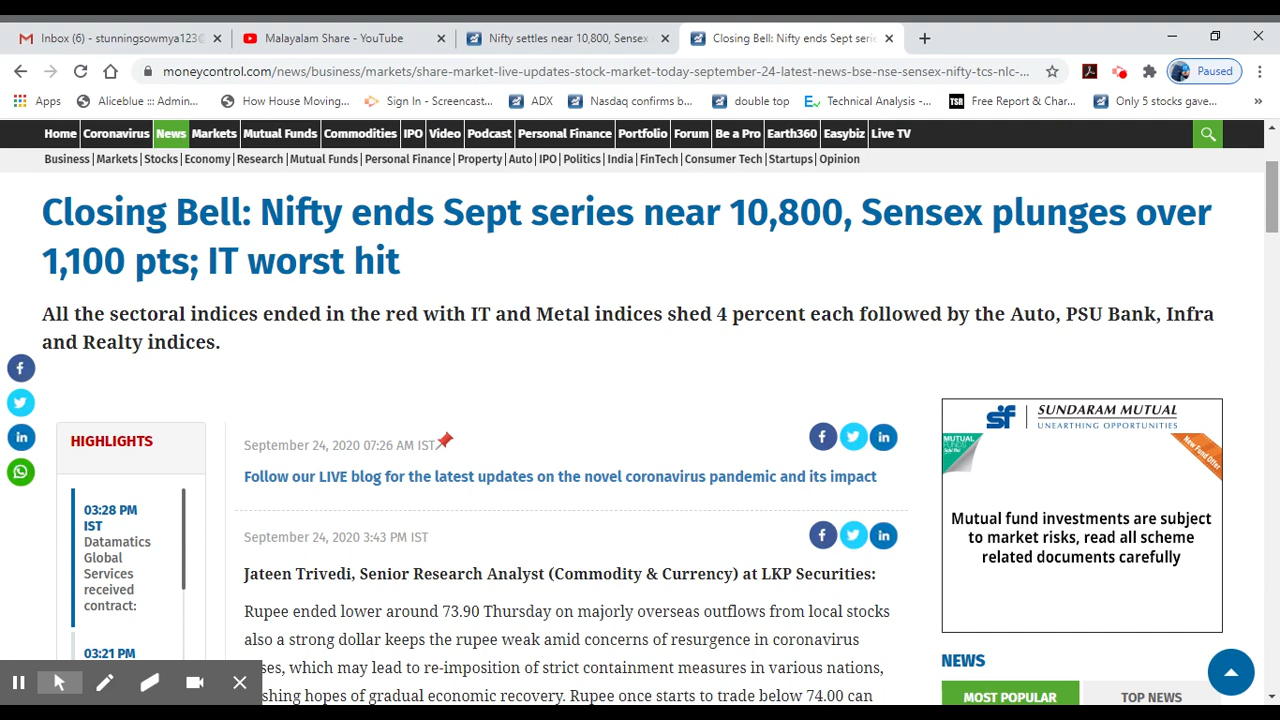 Inbox (6) - stunningsowmya123@
Malayalam Share - YouTube
Nifty settles near 10,800, Sensex
Closing Bell: Nifty ends Sept serie
moneycontrol.com/news/business/markets/share-market-live-updates-stock-market-today-september-24-latest-news-bse-nse-sensex-nifty-tcs-nlc-...
Paused
Apps
Aliceblue ::: Admin...
How House Moving...
Sign In - Screencast...
ADX
Nasdaq confirms b...
double top
Technical Analysis -...
TSR
Free Report & Char...
Only 5 stocks gave...
»
Home
Coronavirus
News
Markets
Mutual Funds
Commodities
IPO
Video
Podcast
Personal Finance
Portfolio
Forum
Be a Pro
Earth360
Easybiz
Live TV
Business | Markets | Stocks | Economy | Research | Mutual Funds | Personal Finance | Property | Auto | IPO | Politics | India | FinTech | Consumer Tech | Startups | Opinion
Closing Bell: Nifty ends Sept series near 10,800, Sensex plunges over
1,100 pts; IT worst hit
All the sectoral indices ended in the red with IT and Metal indices shed 4 percent each followed by the Auto, PSU Bank, Infra
and Realty indices.
HIGHLIGHTS
03:28 PM
IST
Datamatics
Global
Services
received
contract:
03:21 PM
September 24, 2020 07:26 AM IST
Follow our LIVE blog for the latest updates on the novel coronavirus pandemic and its impact
September 24, 2020 3:43 PM IST
Jateen Trivedi, Senior Research Analyst (Commodity & Currency) at LKP Securities:
Rupee ended lower around 73.90 Thursday on majorly overseas outflows from local stocks
also a strong dollar keeps the rupee weak amid concerns of resurgence in coronavirus
which may lead to re-imposition of strict containment measures in various nations,
hopes of gradual economic recovery. Rupee once starts to trade below 74.00 can
sf
SUNDARAM MUTUAL
UNEARTHING OPPORTUNITIES
MUTUAL
FUNDS
New Fund Offer
Mutual fund investments are subject
to market risks, read all scheme
related documents carefully
NEWS
MOST POPULAR
TOP NEWS